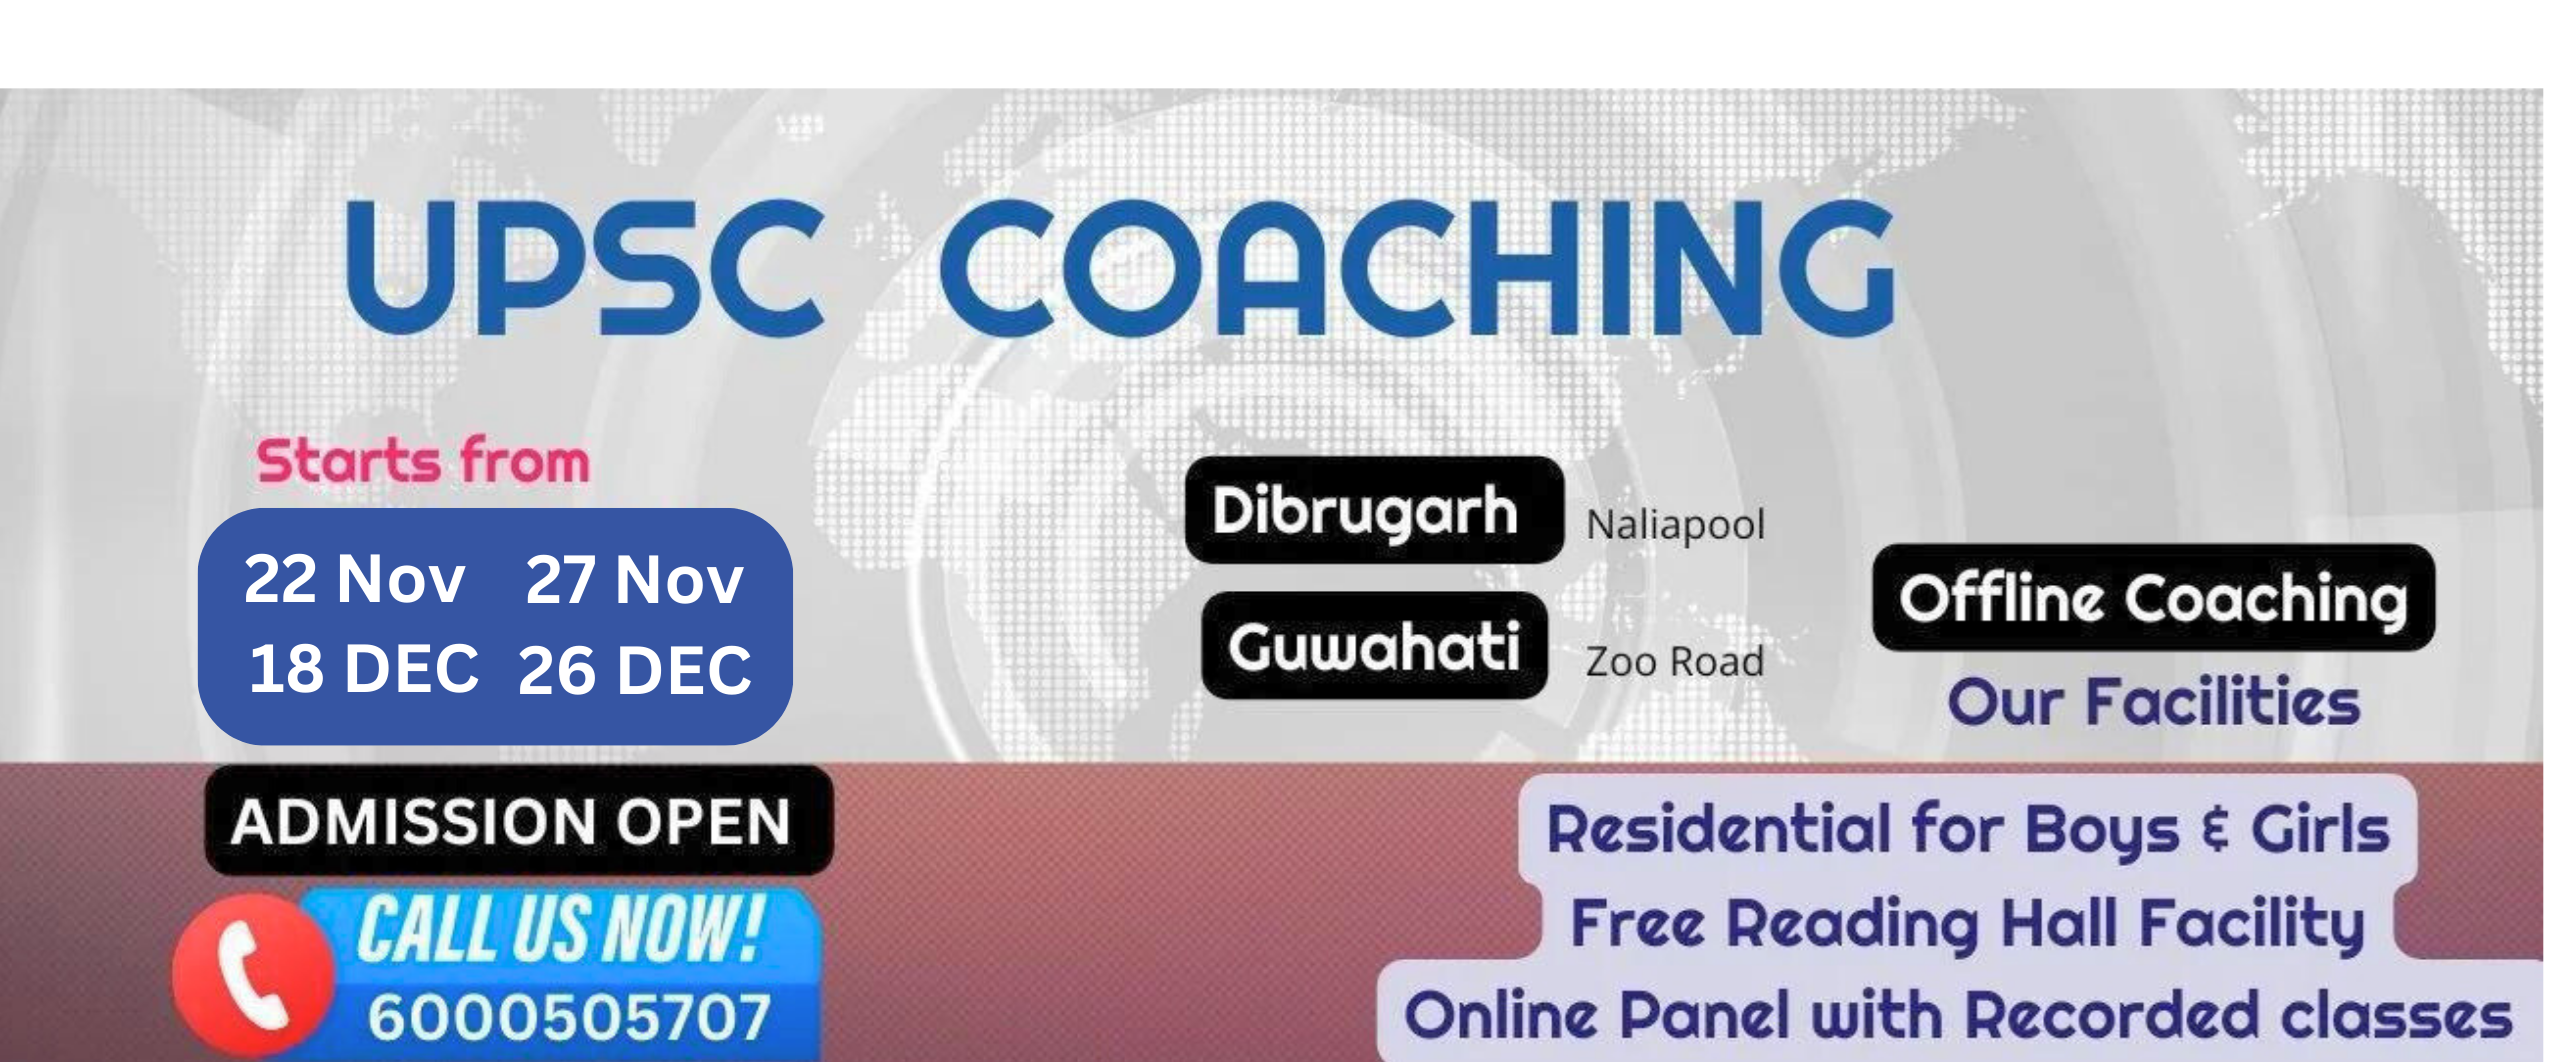 UPSC COACHING
Starts from
22 Nov 27 Nov
18 DEC 26 DEC
Dibrugarh Naliapool
Guwahati Zoo Road
Offline Coaching
Our Facilities
ADMISSION OPEN
CALL US NOW!
6000505707
Residential for Boys & Girls
Free Reading Hall Facility
Online Panel with Recorded classes